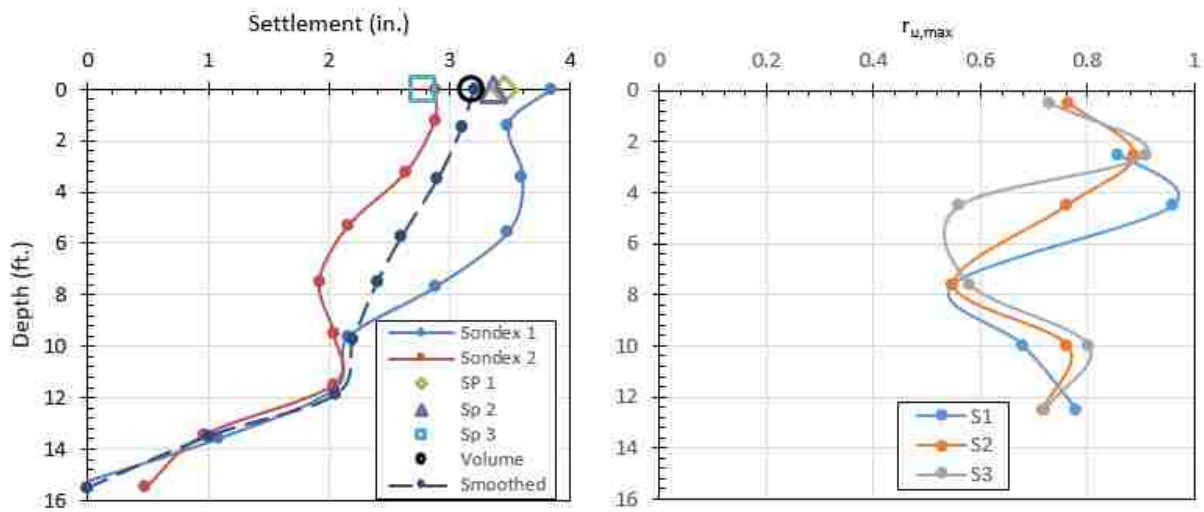 Settlement (in.)
0 1 2 3 4
Depth (ft.)
0
2
4
6
8
10
12
14
16
Sondex 1
Sondex 2
SP 1
Sp 2
Sp 3
Volume
Smoothed
ru,max
0 0.2 0.4 0.6 0.8 1
0
2
4
6
8
10
12
14
16
S1
S2
S3